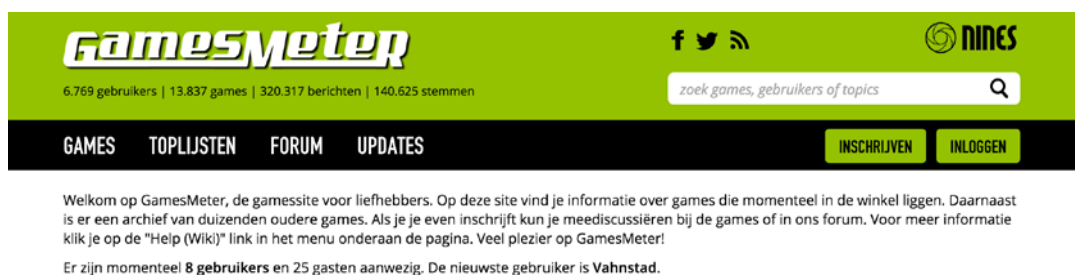 GamesMeter
NINES
6.769 gebruikers | 13.837 games | 320.317 berichten | 140.625 stemmen
zoek games, gebruikers of topics
GAMES TOPLIJSTEN FORUM UPDATES
INSCHRIJVEN INLOGGEN
Welkom op GamesMeter, de gamessite voor liefhebbers. Op deze site vind je informatie over games die momenteel in de winkel liggen. Daarnaast
is er een archief van duizenden oudere games. Als je je even inschrijft kun je meediscussiëren bij de games of in ons forum. Voor meer informatie
klik je op de "Help (Wiki)" link in het menu onderaan de pagina. Veel plezier op GamesMeter!
Er zijn momenteel 8 gebruikers en 25 gasten aanwezig. De nieuwste gebruiker is Vahnstad.